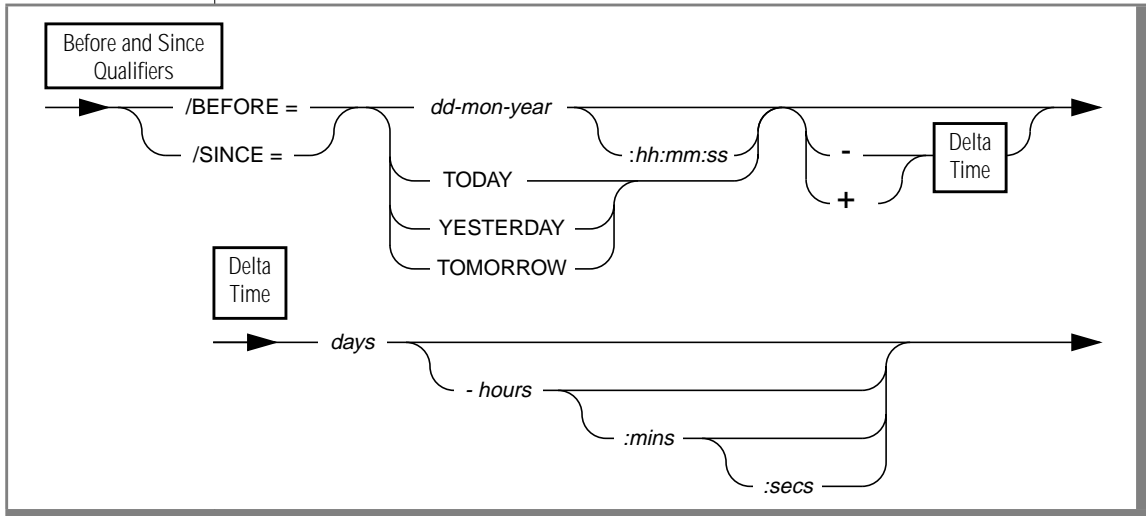 Before and Since
Qualifiers
/BEFORE =
dd-mon-year
/SINCE =
:hh:mm:ss
-
Delta
Time
TODAY
+
YESTERDAY
TOMORROW
Delta
Time
days
- hours
:mins
:secs